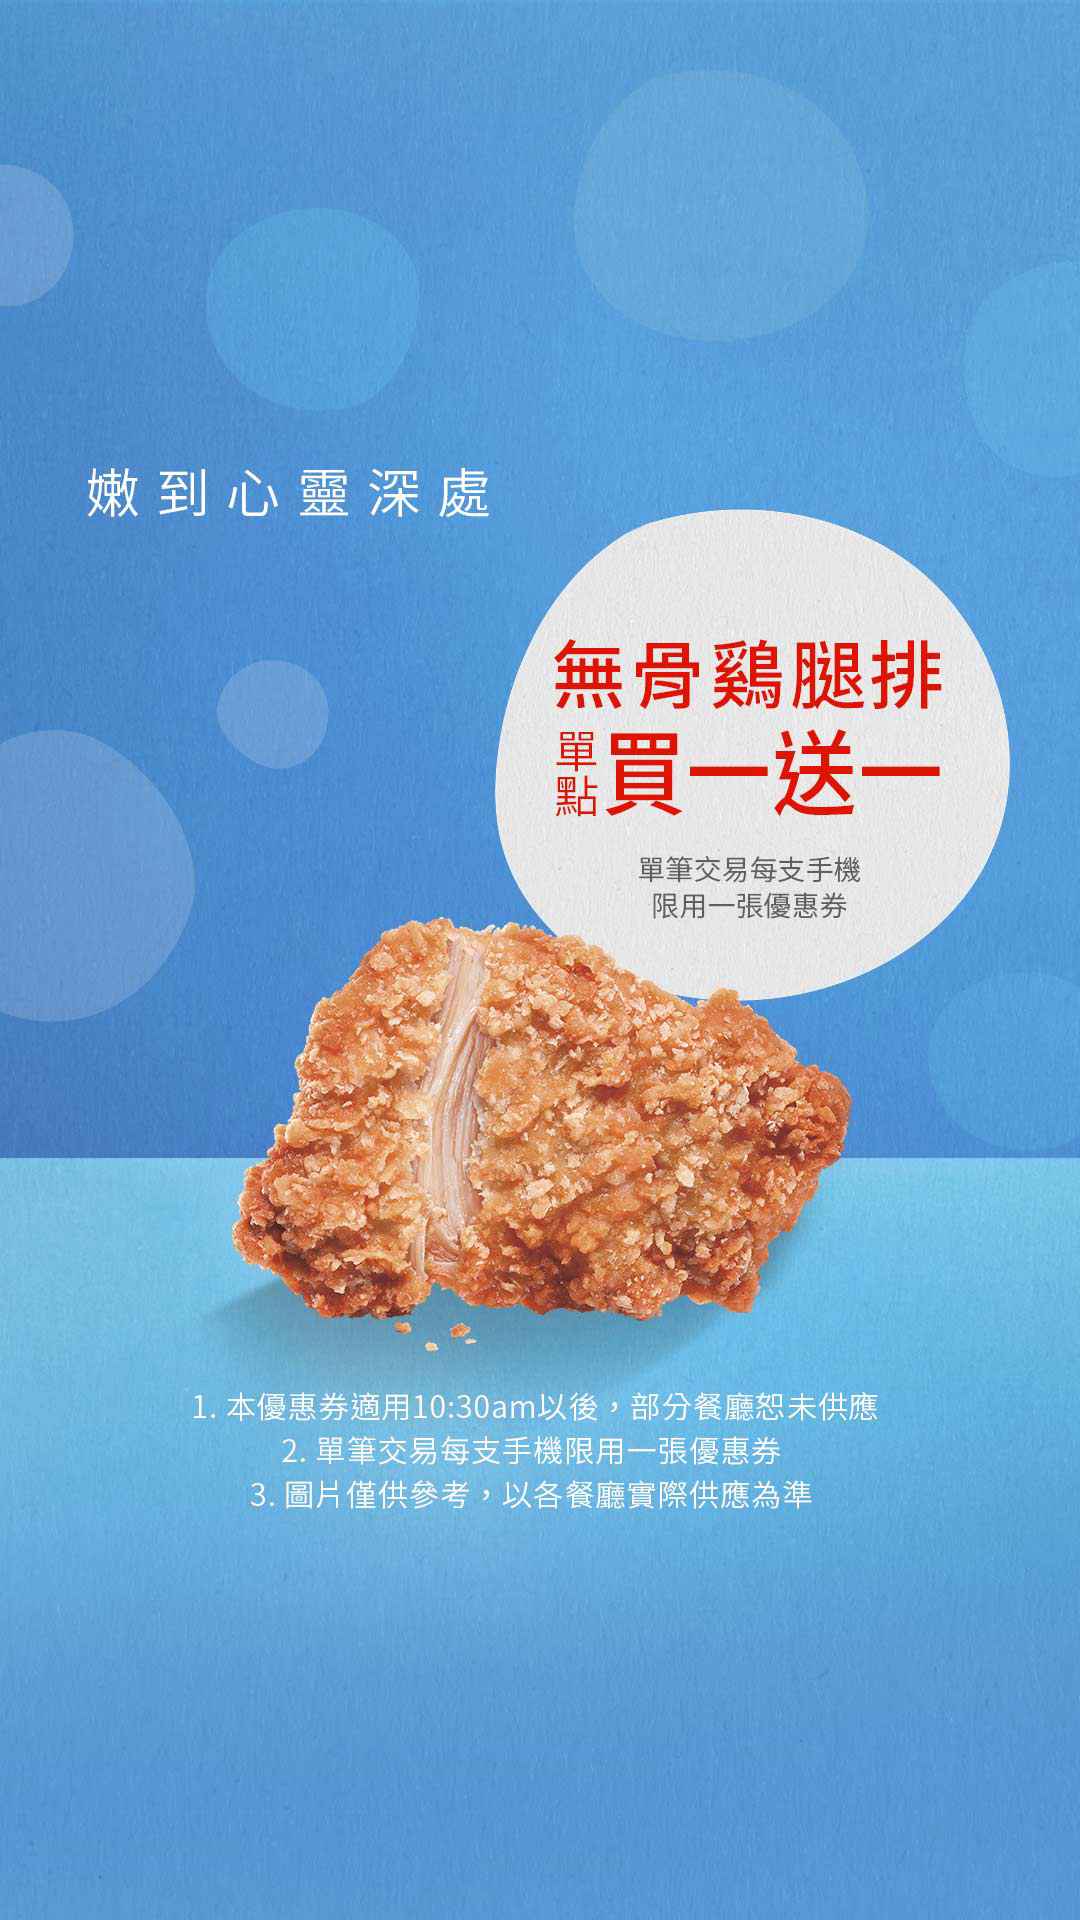 嫩到心靈深處
無骨鷄腿排
單點買一送一
單筆交易每支手機
限用一張優惠券
1. 本優惠券適用10:30am以後，部分餐廳恕未供應
2. 單筆交易每支手機限用一張優惠券
3. 圖片僅供參考，以各餐廳實際供應為準